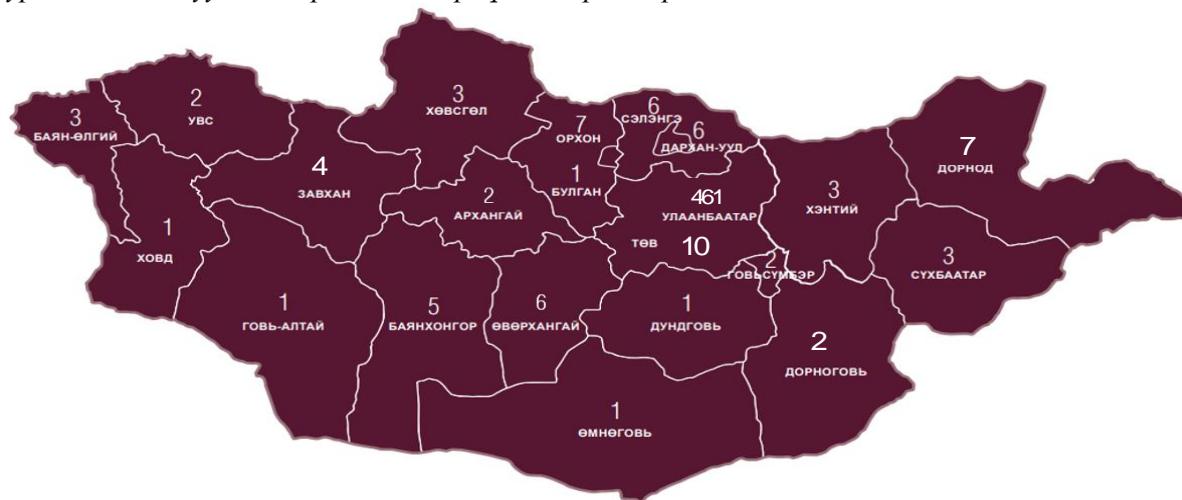 3
БАЯН-ӨЛГИЙ
2
УВС
3
ХӨВСГӨЛ
7
ОРХОН
6
СЭЛЭНГЭ
6
ДАРХАН-УУЛ
7
ДОРНОД
4
ЗАВХАН
2
АРХАНГАЙ
1
БУЛГАН
461
УЛААНБААТАР
3
ХЭНТИЙ
1
ХОВД
ТӨВ
10
2
ГОВЬСҮМБЭР
3
СҮХБААТАР
1
ГОВЬ-АЛТАЙ
5
БАЯНХОНГОР
6
ӨВӨРХАНГАЙ
1
ДУНДГОВЬ
2
ДОРНОГОВЬ
1
ӨМНӨГОВЬ